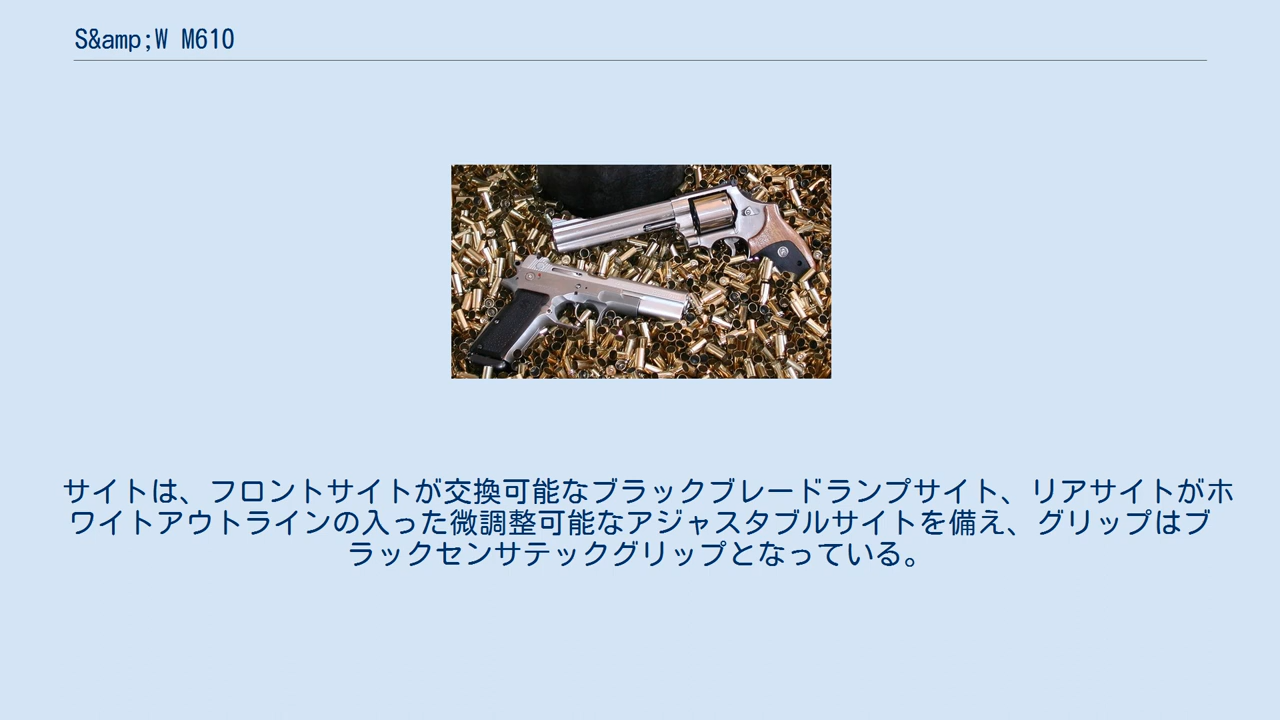 S&amp;W M610
サイトは、フロントサイトが交換可能なブラックブレードランプサイト、リアサイトがホ
ワイトアウトラインの入った微調整可能なアジャスタブルサイトを備え、グリップはブ
ラックセンサテックグリップとなっている。